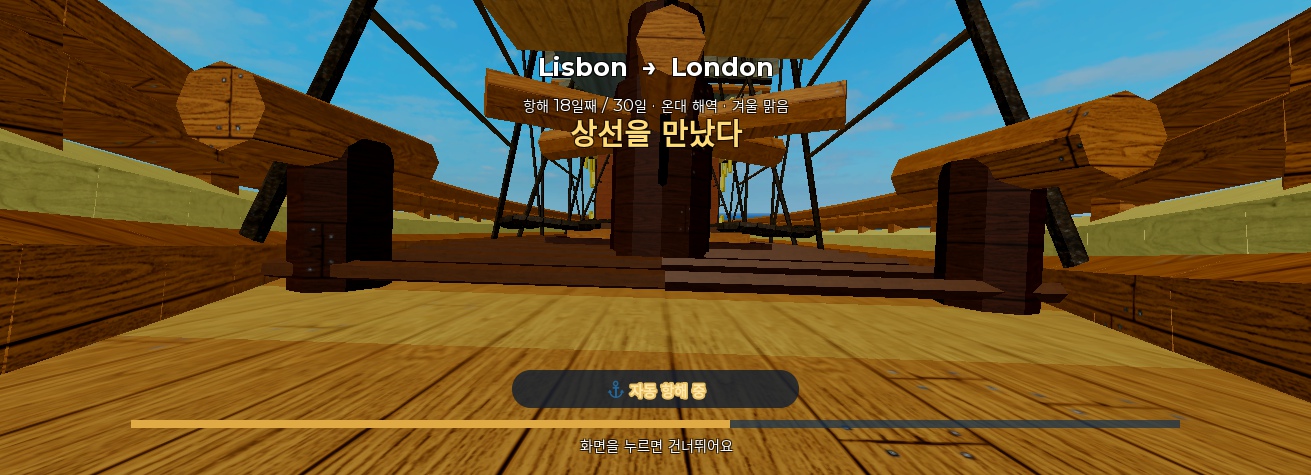 Lisbon → London
항해 18일째 / 30일 · 온대 해역 · 겨울 맑음
상선을 만났다
⚓ 자동 항해 중
화면을 누르면 건너뛰어요